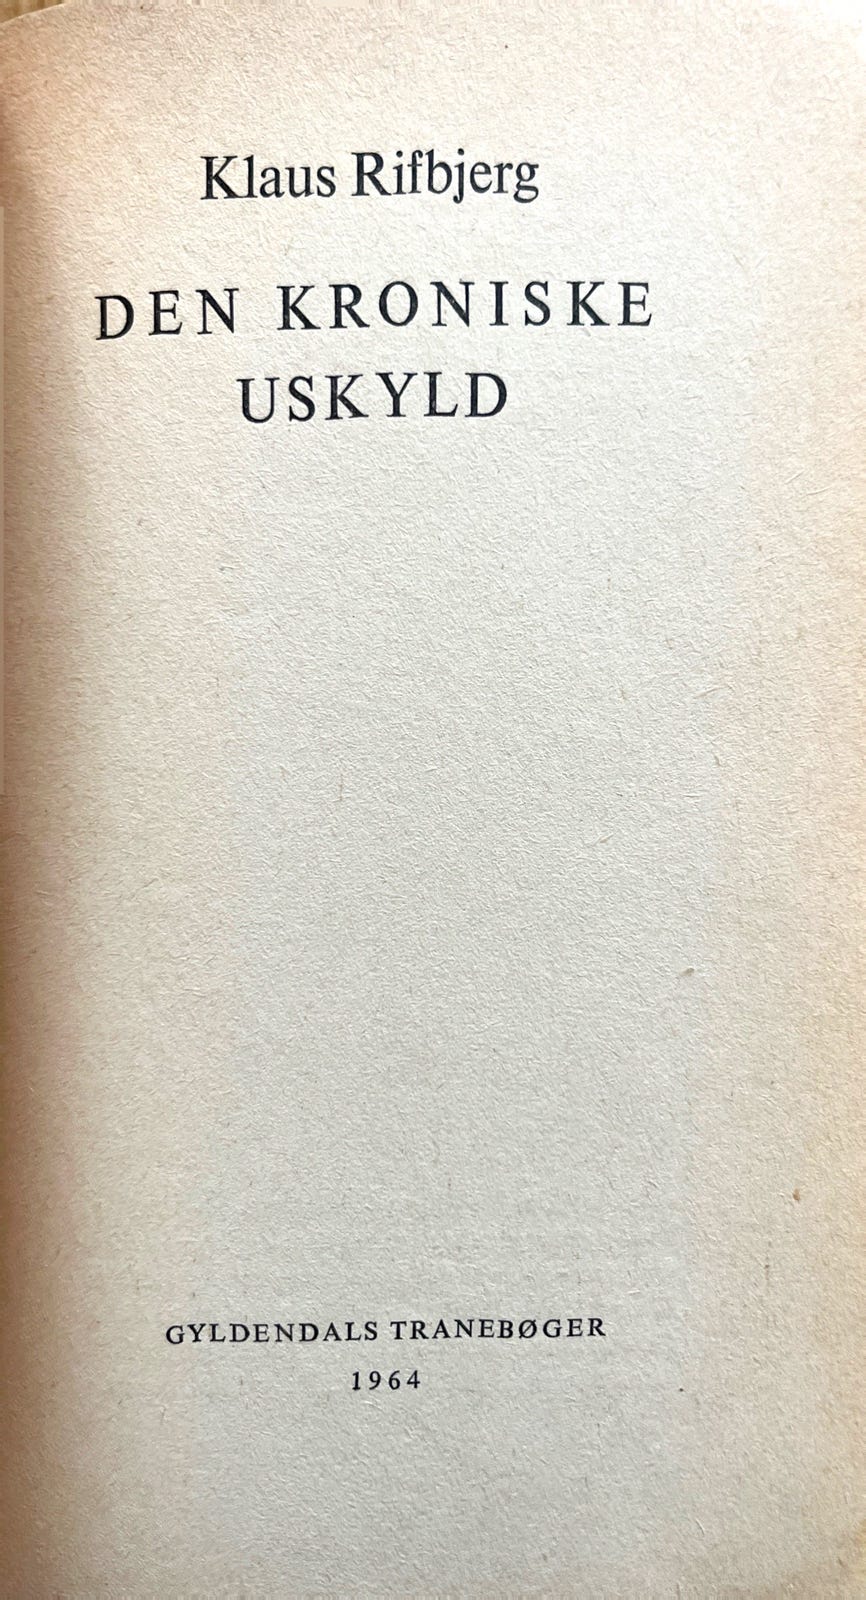 Klaus Rifbjerg
DEN KRONISKE
USKYLD
GYLDENDALS TRANEBØGER
1964